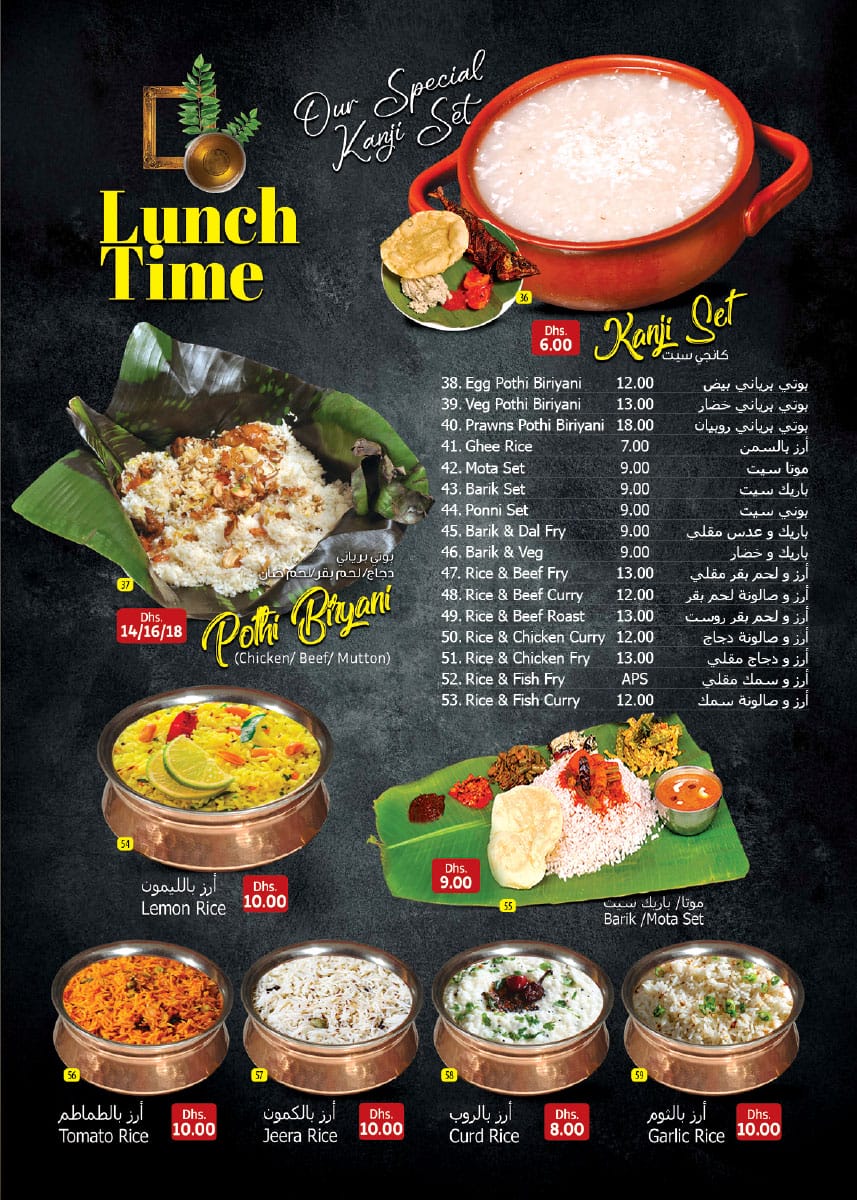 Our Special
Kanji Set
Lunch
Time
36
Dhs.
6.00
Kanji Set
كانجي سيت
38. Egg Pothi Biriyani 12.00 بوتي برياني بيض
39. Veg Pothi Biriyani 13.00 بوتي برياني خضار
40. Prawns Pothi Biriyani 18.00 بوتي برياني روبيان
41. Ghee Rice 7.00 أرز بالسمن
42. Mota Set 9.00 موتا سيت
43. Barik Set 9.00 باريك سيت
44. Ponni Set 9.00 بوني سيت
45. Barik & Dal Fry 9.00 باريك و عدس مقلي
46. Barik & Veg 9.00 باريك و خضار
47. Rice & Beef Fry 13.00 أرز و لحم بقر مقلي
48. Rice & Beef Curry 12.00 أرز و صالونة لحم بقر
49. Rice & Beef Roast 13.00 أرز و لحم بقر روست
50. Rice & Chicken Curry 12.00 أرز و صالونة دجاج
51. Rice & Chicken Fry 13.00 أرز و دجاج مقلي
52. Rice & Fish Fry APS أرز و سمك مقلي
53. Rice & Fish Curry 12.00 أرز و صالونة سمك
37
بوتي برياني
دجاج/لحم بقر/لحم ضان
Dhs.
14/16/18
Pothi Biryani
(Chicken/ Beef/ Mutton)
54
أرز بالليمون
Lemon Rice
Dhs.
10.00
Dhs.
9.00
55
موتا/ باريك سيت
Barik /Mota Set
56
أرز بالطماطم
Tomato Rice
Dhs.
10.00
57
أرز بالكمون
Jeera Rice
Dhs.
10.00
58
أرز بالروب
Curd Rice
Dhs.
8.00
59
أرز بالثوم
Garlic Rice
Dhs.
10.00